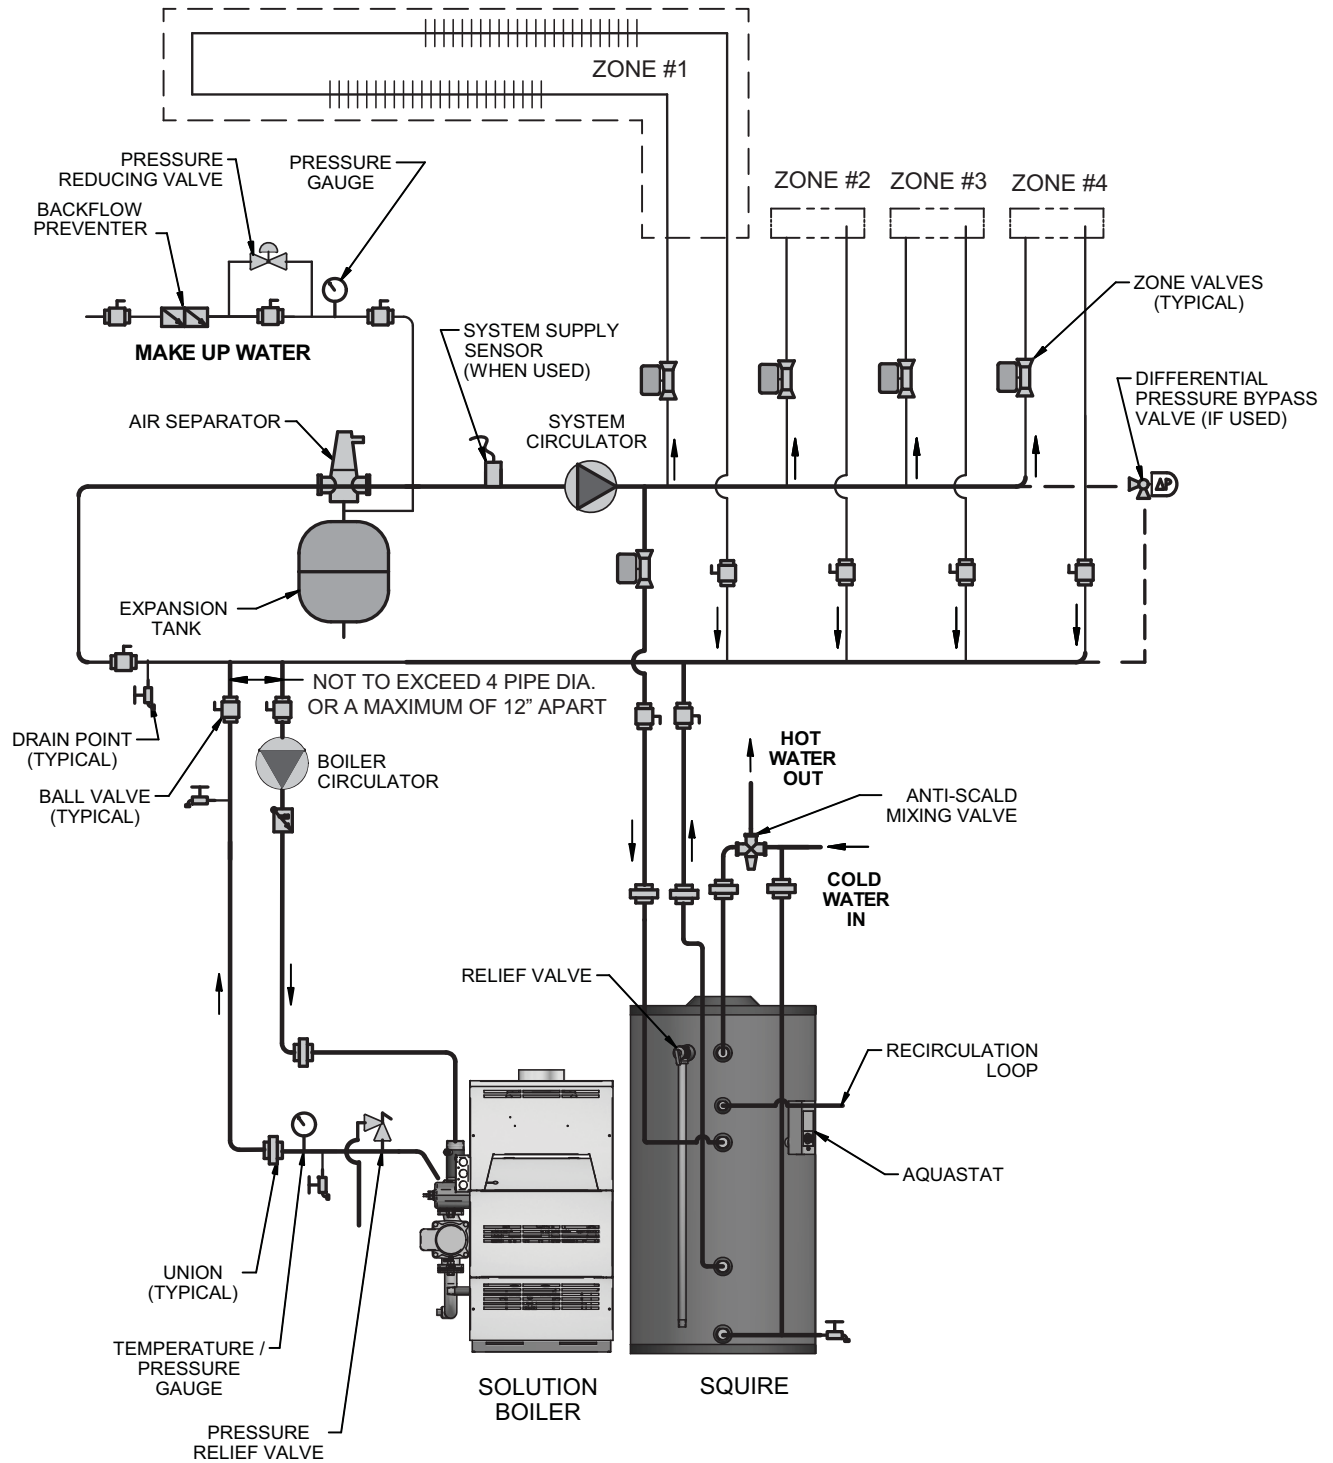 ZONE #1
PRESSURE
REDUCING VALVE
PRESSURE
GAUGE
BACKFLOW
PREVENTER
ZONE #2
ZONE #3
ZONE #4
ZONE VALVES
(TYPICAL)
MAKE UP WATER
SYSTEM SUPPLY
SENSOR
(WHEN USED)
DIFFERENTIAL
PRESSURE BYPASS
VALVE (IF USED)
AIR SEPARATOR
SYSTEM
CIRCULATOR
ΔP
EXPANSION
TANK
NOT TO EXCEED 4 PIPE DIA.
OR A MAXIMUM OF 12” APART
DRAIN POINT
(TYPICAL)
BALL VALVE
(TYPICAL)
BOILER
CIRCULATOR
HOT
WATER
OUT
ANTI-SCALD
MIXING VALVE
COLD
WATER
IN
RELIEF VALVE
RECIRCULATION
LOOP
AQUASTAT
UNION
(TYPICAL)
TEMPERATURE /
PRESSURE
GAUGE
PRESSURE
RELIEF VALVE
SOLUTION
BOILER
SQUIRE